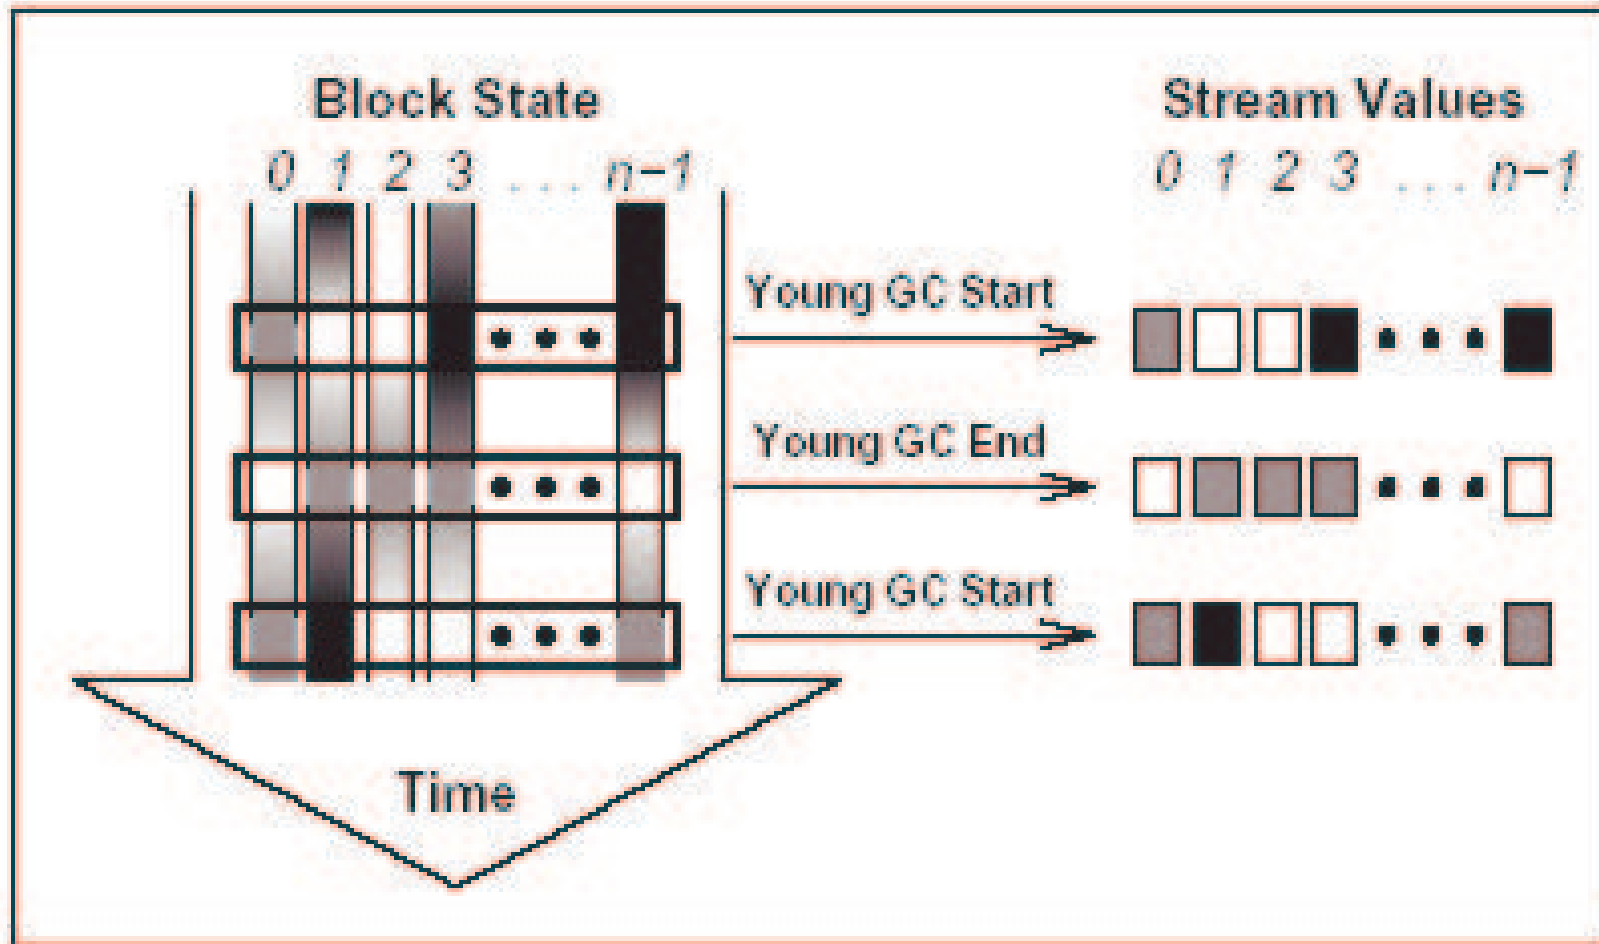 Block State
Stream Values
0 1 2 3 . . . n-1
0 1 2 3 . . . n-1
Young GC Start
Young GC End
Young GC Start
Time